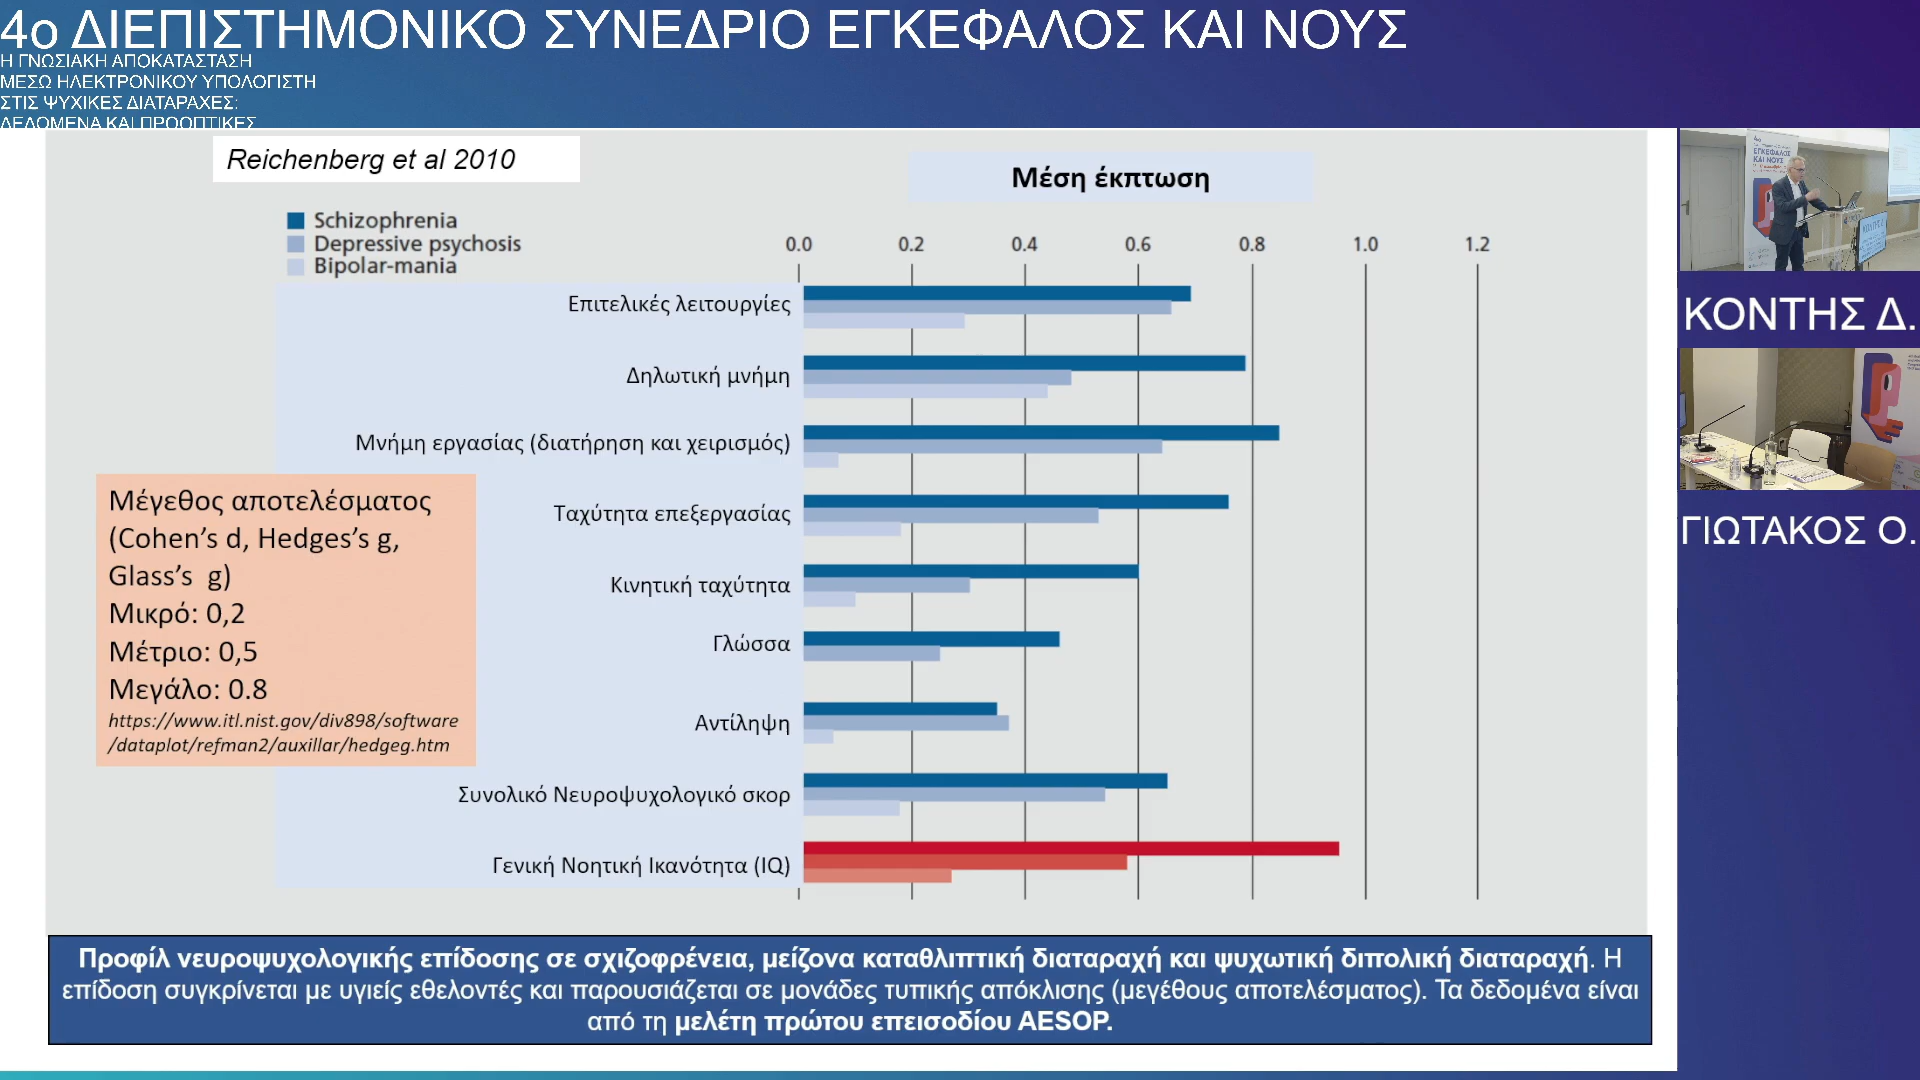 4ο ΔΙΕΠΙΣΤΗΜΟΝΙΚΟ ΣΥΝΕΔΡΙΟ ΕΓΚΕΦΑΛΟΣ ΚΑΙ ΝΟΥΣ
Η ΓΝΩΣΙΑΚΗ ΑΠΟΚΑΤΑΣΤΑΣΗ
ΜΕΣΩ ΗΛΕΚΤΡΟΝΙΚΟΥ ΥΠΟΛΟΓΙΣΤΗ
ΣΤΙΣ ΨΥΧΙΚΕΣ ΔΙΑΤΑΡΑΧΕΣ:
ΔΕΔΟΜΕΝΑ ΚΑΙ ΠΡΟΟΠΤΙΚΕΣ
Reichenberg et al 2010
Μέση έκπτωση
Schizophrenia
Depressive psychosis
Bipolar-mania
0.0 0.2 0.4 0.6 0.8 1.0 1.2
Επιτελικές λειτουργίες
Δηλωτική μνήμη
Μνήμη εργασίας (διατήρηση και χειρισμός)
Ταχύτητα επεξεργασίας
Κινητική ταχύτητα
Γλώσσα
Αντίληψη
Συνολικό Νευροψυχολογικό σκορ
Γενική Νοητική Ικανότητα (IQ)
Μέγεθος αποτελέσματος
(Cohen’s d, Hedges’s g,
Glass’s g)
Μικρό: 0,2
Μέτριο: 0,5
Μεγάλο: 0.8
https://www.itl.nist.gov/div898/software
/dataplot/refman2/auxillar/hedgeg.htm
Προφίλ νευροψυχολογικής επίδοσης σε σχιζοφρένεια, μείζονα καταθλιπτική διαταραχή και ψυχωτική διπολική διαταραχή. Η
επίδοση συγκρίνεται με υγιείς εθελοντές και παρουσιάζεται σε μονάδες τυπικής απόκλισης (μεγέθους αποτελέσματος). Τα δεδομένα είναι
από τη μελέτη πρώτου επεισοδίου AESOP.
ΕΓΚΕΦΑΛΟΣ
ΚΑΙ ΝΟΥΣ
ΚΟΝΤΗΣ Δ.
ΓΙΩΤΑΚΟΣ Ο.